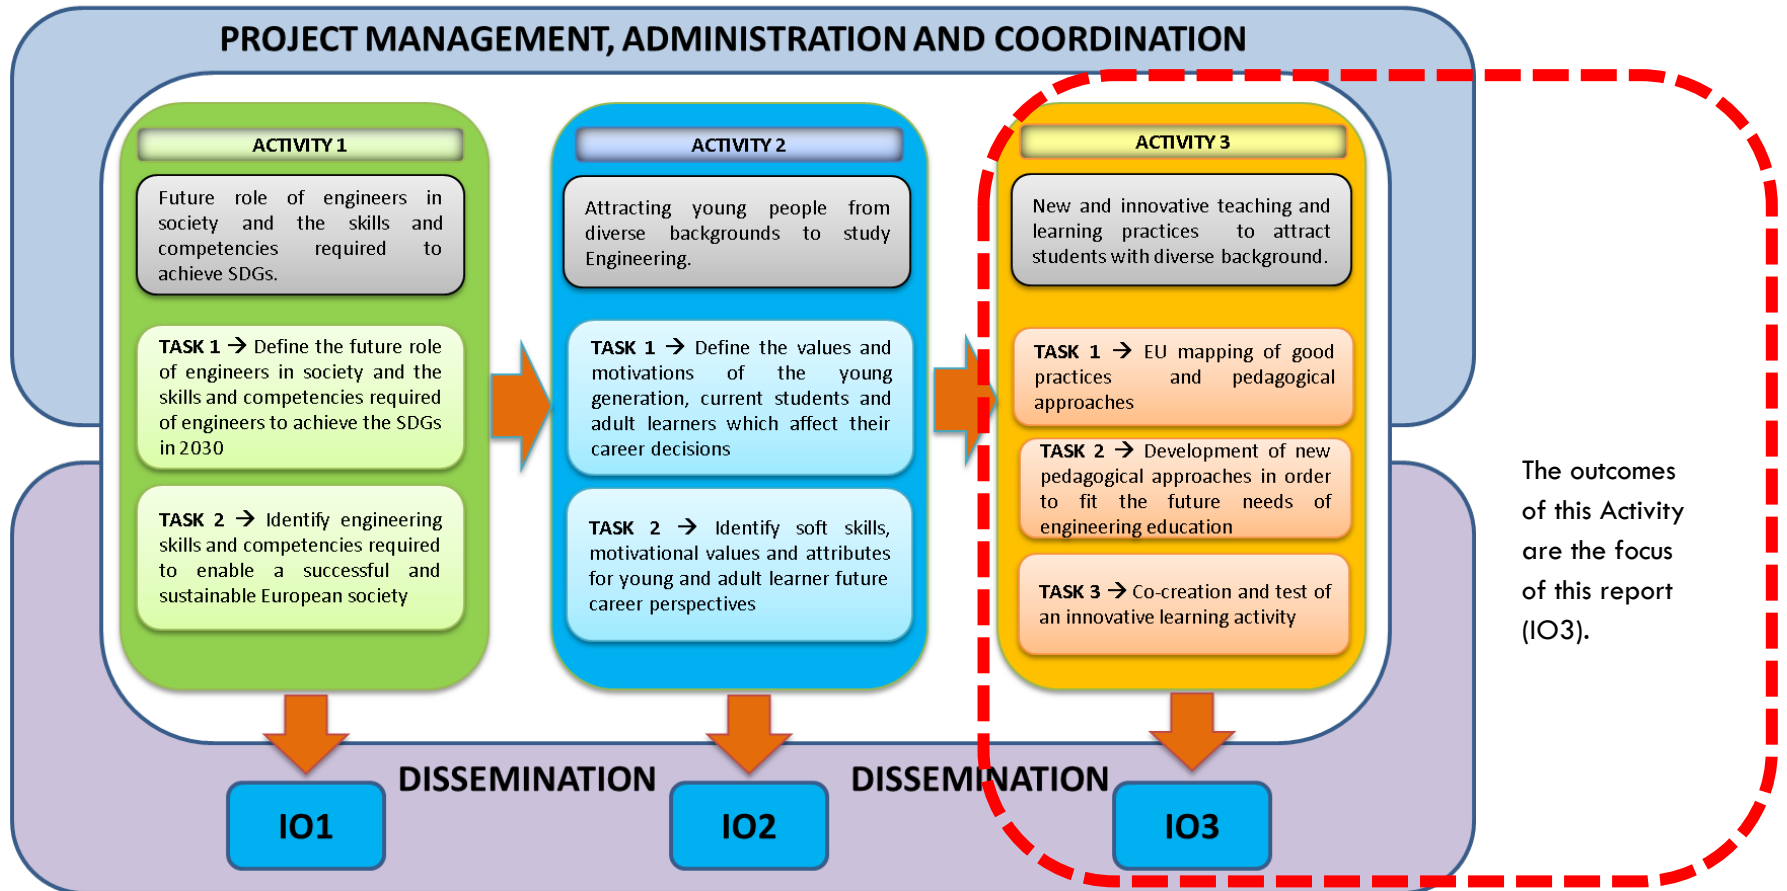 PROJECT MANAGEMENT, ADMINISTRATION AND COORDINATION
ACTIVITY 1
Future role of engineers in
society and the skills and
competencies required to
achieve SDGs.
TASK 1 → Define the future role
of engineers in society and the
skills and competencies required
of engineers to achieve the SDGs
in 2030
TASK 2 → Identify engineering
skills and competencies required
to enable a successful and
sustainable European society
ACTIVITY 2
Attracting young people from
diverse backgrounds to study
Engineering.
TASK 1 → Define the values and
motivations of the young
generation, current students and
adult learners which affect their
career decisions
TASK 2 → Identify soft skills,
motivational values and attributes
for young and adult learner future
career perspectives
ACTIVITY 3
New and innovative teaching and
learning practices to attract
students with diverse background.
TASK 1 → EU mapping of good
practices and pedagogical
approaches
TASK 2 → Development of new
pedagogical approaches in order
to fit the future needs of
engineering education
TASK 3 → Co-creation and test of
an innovative learning activity
The outcomes
of this Activity
are the focus
of this report
(IO3).
DISSEMINATION
DISSEMINATION
IO1
IO2
IO3